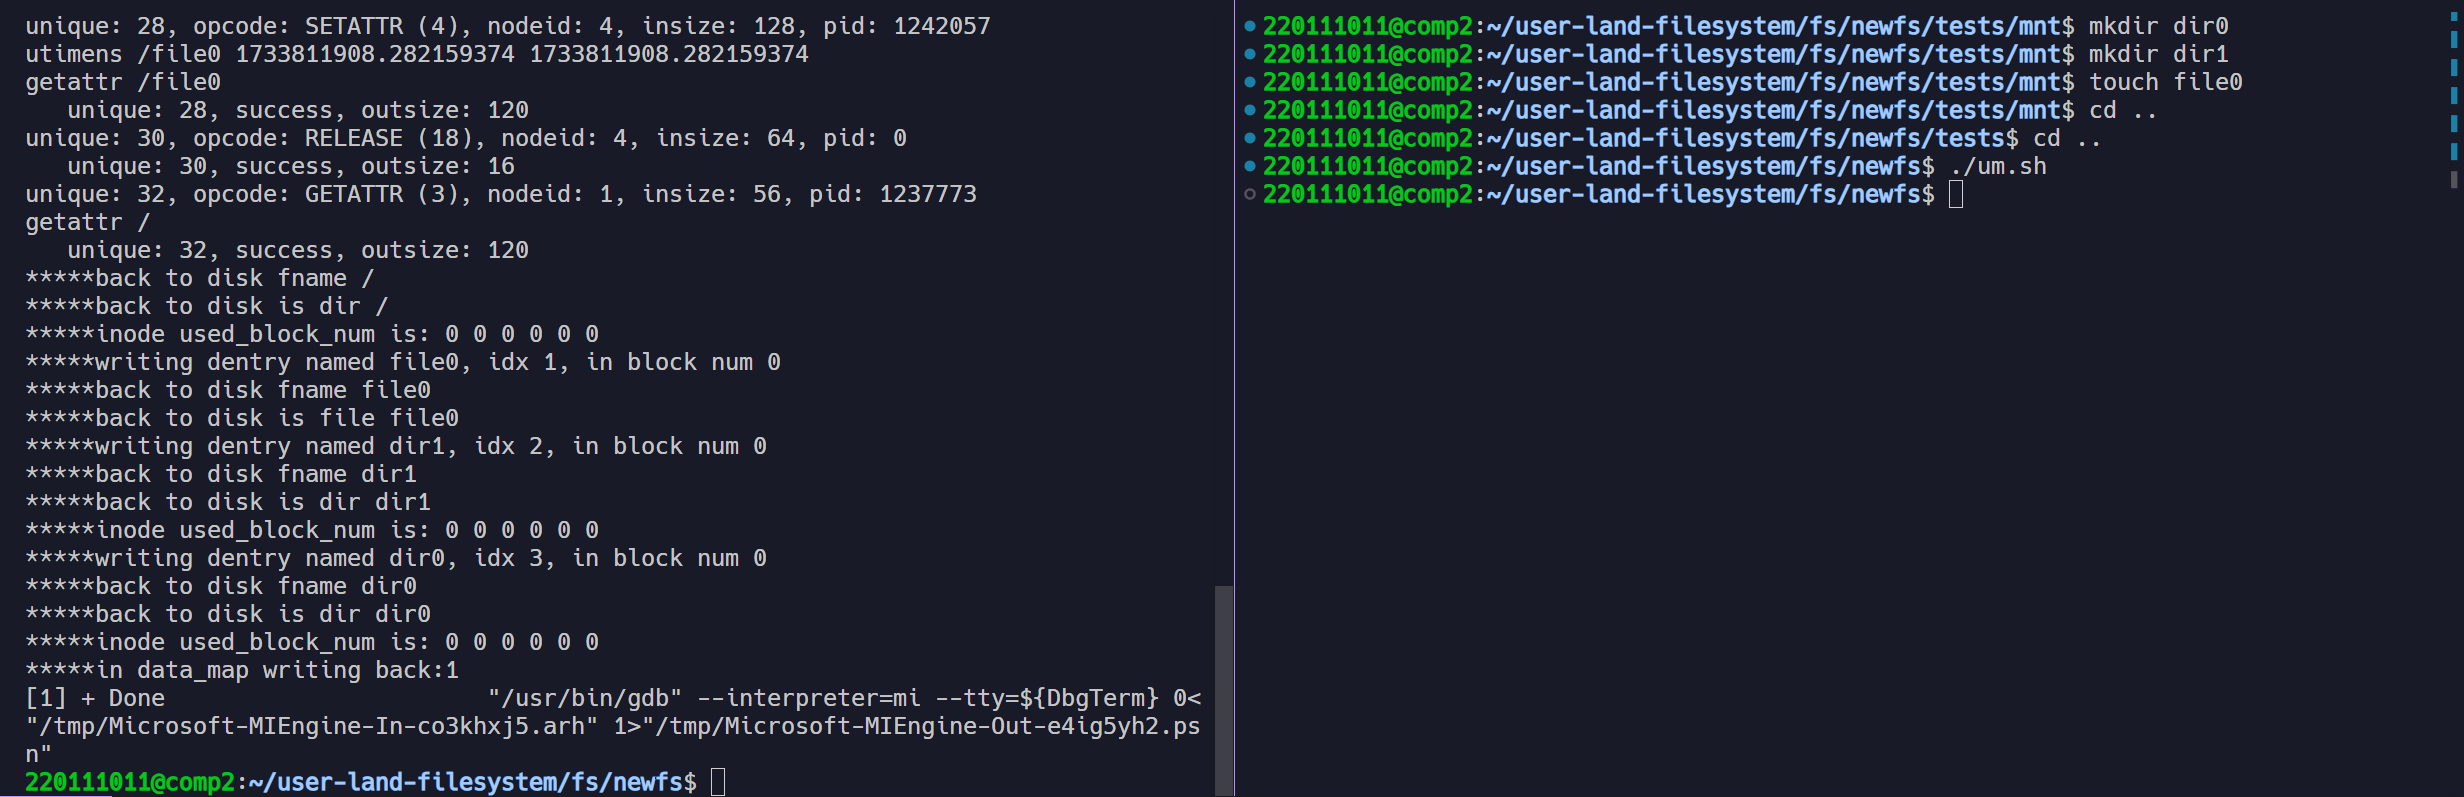 unique: 28, opcode: SETATTR (4), nodeid: 4, insize: 128, pid: 1242057
utimens /file0 1733811908.282159374 1733811908.282159374
getattr /file0
   unique: 28, success, outsize: 120
unique: 30, opcode: RELEASE (18), nodeid: 4, insize: 64, pid: 0
   unique: 30, success, outsize: 16
unique: 32, opcode: GETATTR (3), nodeid: 1, insize: 56, pid: 1237773
getattr /
   unique: 32, success, outsize: 120
*****back to disk fname /
*****back to disk is dir /
*****inode used_block_num is: 0 0 0 0 0 0
*****writing dentry named file0, idx 1, in block num 0
*****back to disk fname file0
*****back to disk is file file0
*****writing dentry named dir1, idx 2, in block num 0
*****back to disk fname dir1
*****back to disk is dir dir1
*****inode used_block_num is: 0 0 0 0 0 0
*****writing dentry named dir0, idx 3, in block num 0
*****back to disk fname dir0
*****back to disk is dir dir0
*****inode used_block_num is: 0 0 0 0 0 0
*****in data_map writing back:1
[1] + Done                       "/usr/bin/gdb" --interpreter=mi --tty=${DbgTerm} 0<
"/tmp/Microsoft-MIEngine-In-co3khxj5.arh" 1>"/tmp/Microsoft-MIEngine-Out-e4ig5yh2.ps
n"
220111011@comp2:~/user-land-filesystem/fs/newfs$
220111011@comp2:~/user-land-filesystem/fs/newfs/tests/mnt$ mkdir dir0
220111011@comp2:~/user-land-filesystem/fs/newfs/tests/mnt$ mkdir dir1
220111011@comp2:~/user-land-filesystem/fs/newfs/tests/mnt$ touch file0
220111011@comp2:~/user-land-filesystem/fs/newfs/tests/mnt$ cd ..
220111011@comp2:~/user-land-filesystem/fs/newfs/tests$ cd ..
220111011@comp2:~/user-land-filesystem/fs/newfs$ ./um.sh
220111011@comp2:~/user-land-filesystem/fs/newfs$